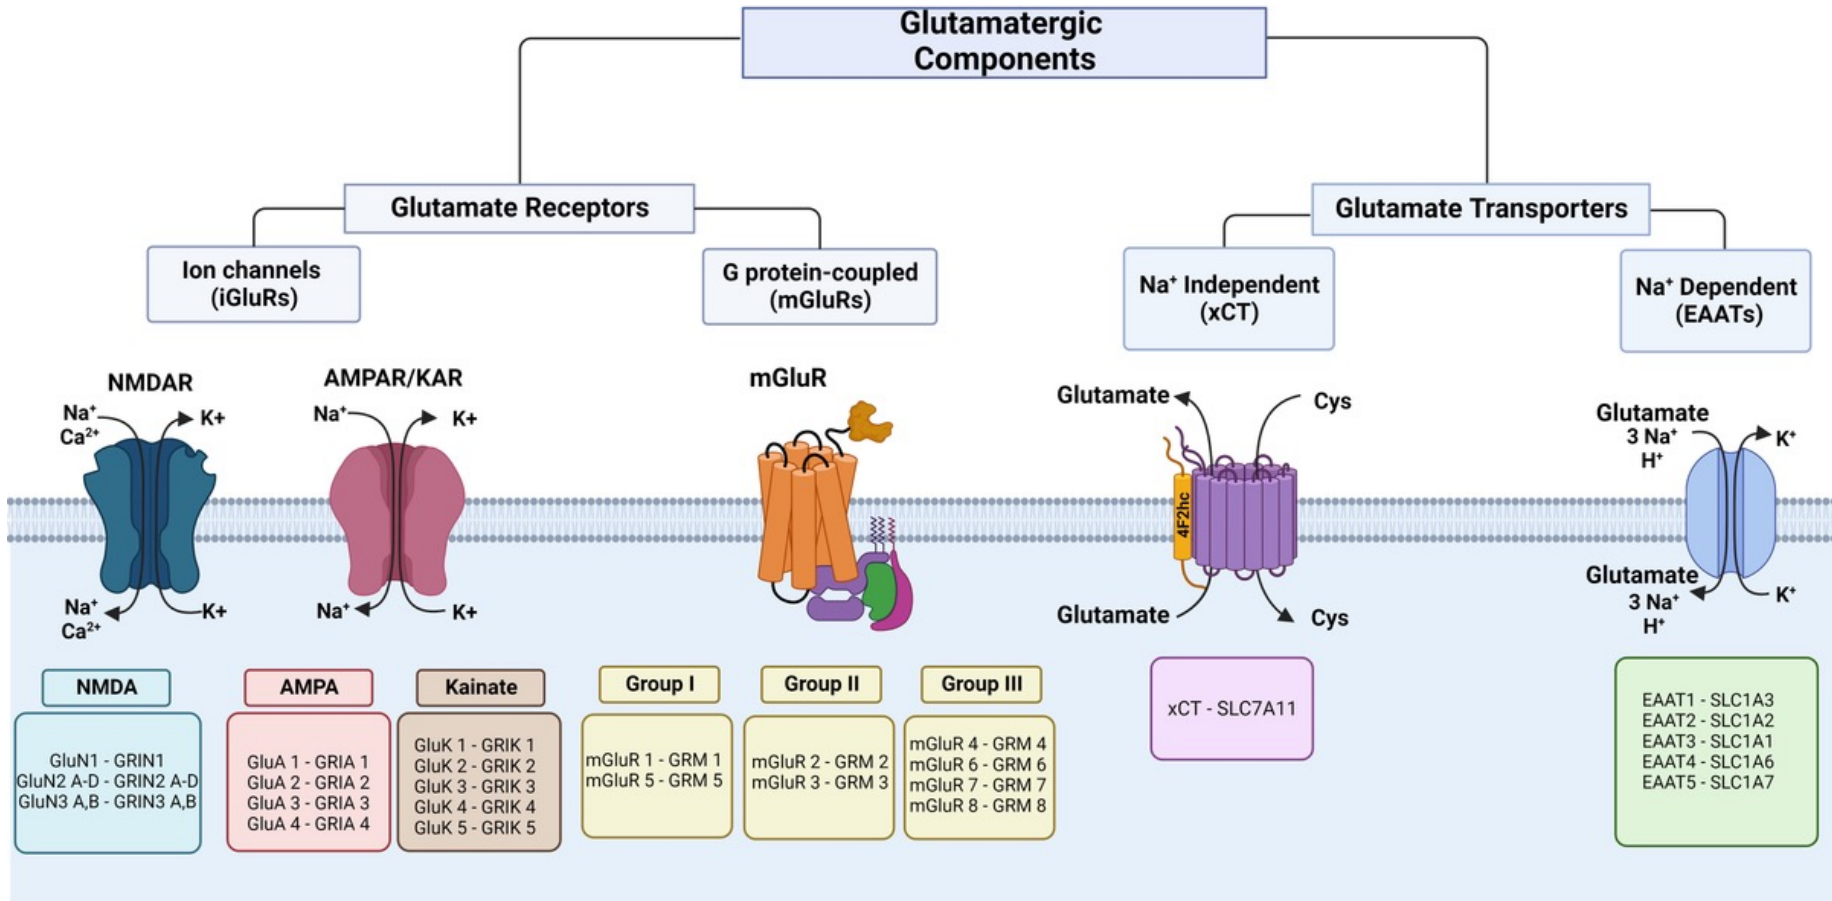 Glutamatergic
Components
Glutamate Receptors
Glutamate Transporters
Ion channels
(iGluRs)
G protein-coupled
(mGluRs)
Na⁺ Independent
(xCT)
Na⁺ Dependent
(EAATs)
NMDAR
Na⁺
Ca²⁺
K+
Na⁺
Ca²⁺
K+
AMPAR/KAR
Na⁺
K+
Na⁺
K+
mGluR
Glutamate
Cys
4F2hc
Glutamate
Cys
Glutamate
3 Na⁺
H⁺
K⁺
Glutamate
3 Na⁺
H⁺
K⁺
NMDA
GluN1 - GRIN1
GluN2 A-D - GRIN2 A-D
GluN3 A,B - GRIN3 A,B
AMPA
GluA 1 - GRIA 1
GluA 2 - GRIA 2
GluA 3 - GRIA 3
GluA 4 - GRIA 4
Kainate
GluK 1 - GRIK 1
GluK 2 - GRIK 2
GluK 3 - GRIK 3
GluK 4 - GRIK 4
GluK 5 - GRIK 5
Group I
mGluR 1 - GRM 1
mGluR 5 - GRM 5
Group II
mGluR 2 - GRM 2
mGluR 3 - GRM 3
Group III
mGluR 4 - GRM 4
mGluR 6 - GRM 6
mGluR 7 - GRM 7
mGluR 8 - GRM 8
xCT - SLC7A11
EAAT1 - SLC1A3
EAAT2 - SLC1A2
EAAT3 - SLC1A1
EAAT4 - SLC1A6
EAAT5 - SLC1A7